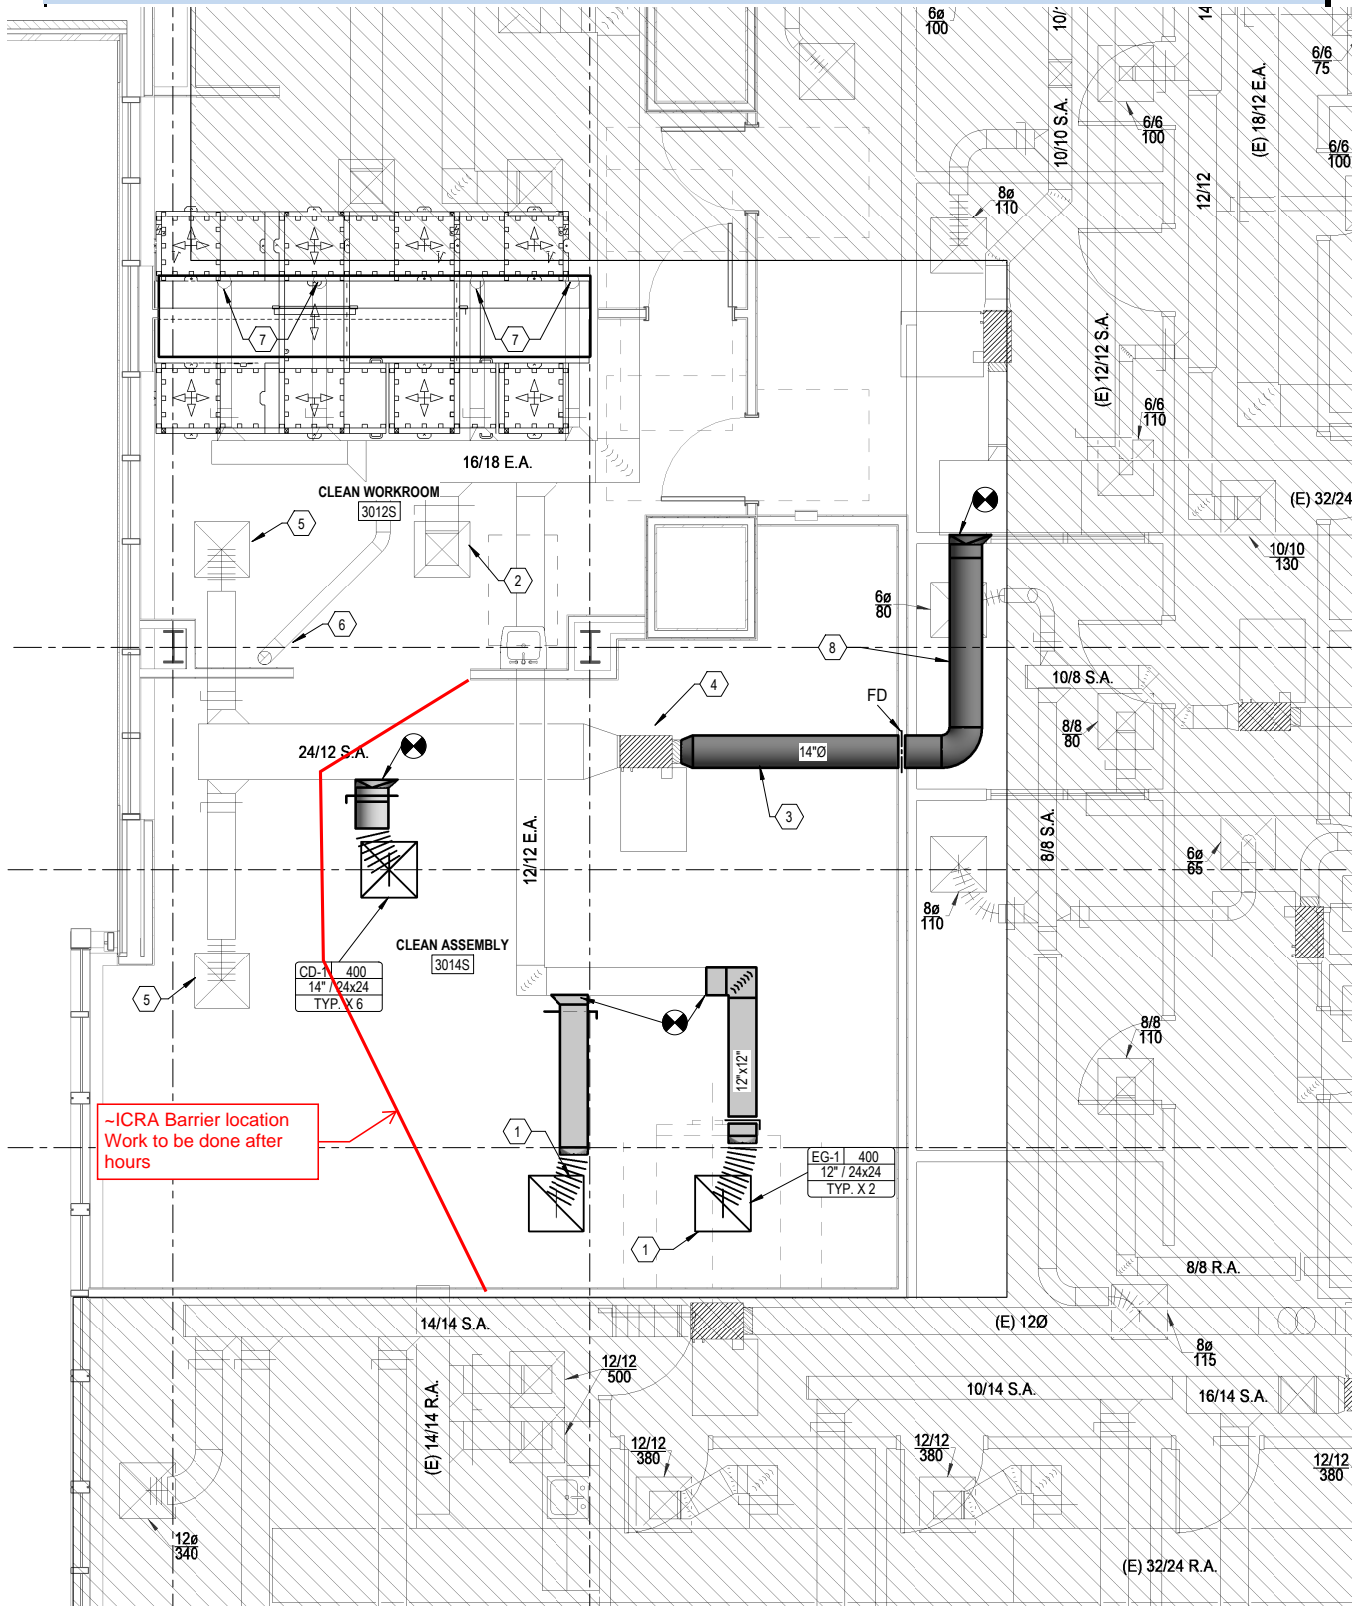 6ø
100
10/1
14
6/6
75
6/6
100
10/10 S.A.
(E) 18/12 E.A.
6/6
100
12/12
8ø
110
7
7
(E) 12/12 S.A.
6/6
110
16/18 E.A.
CLEAN WORKROOM
3012S
(E) 32/24
5
2
10/10
130
6
6ø
80
8
10/8 S.A.
4
FD
8/8
80
24/12 S.A.
14"Ø
3
12/12 E.A.
8/8 S.A.
6ø
65
8ø
110
CLEAN ASSEMBLY
3014S
CD-1 400
14" / 24x24
TYP. X 6
5
8/8
110
12"x12"
~ICRA Barrier location
Work to be done after
hours
1
EG-1 400
12" / 24x24
TYP. X 2
1
8/8 R.A.
14/14 S.A.
(E) 12Ø
8ø
115
12/12
500
10/14 S.A.
16/14 S.A.
(E) 14/14 R.A.
12/12
380
12/12
380
12/12
380
12ø
340
(E) 32/24 R.A.